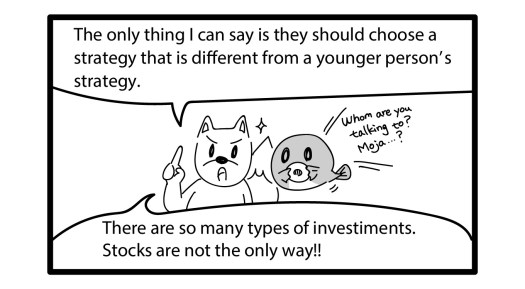 The only thing I can say is they should choose a
strategy that is different from a younger person's
strategy.
Whom are you
talking to?
Moja....?
There are so many types of investiments.
Stocks are not the only way!!